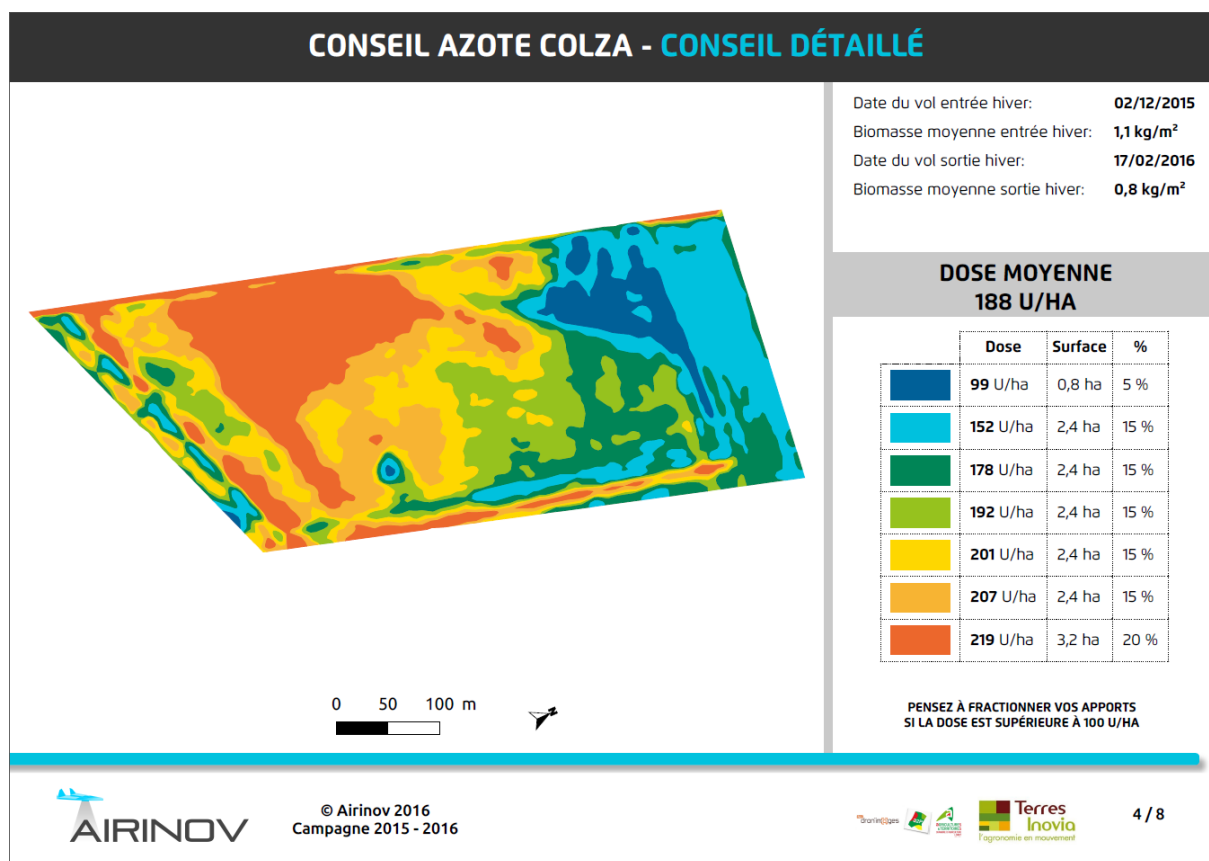 CONSEIL AZOTE COLZA - CONSEIL DÉTAILLÉ
Date du vol entrée hiver: 02/12/2015
Biomasse moyenne entrée hiver: 1,1 kg/m²
Date du vol sortie hiver: 17/02/2016
Biomasse moyenne sortie hiver: 0,8 kg/m²
DOSE MOYENNE
188 U/HA
Dose Surface %
99 U/ha 0,8 ha 5 %
152 U/ha 2,4 ha 15 %
178 U/ha 2,4 ha 15 %
192 U/ha 2,4 ha 15 %
201 U/ha 2,4 ha 15 %
207 U/ha 2,4 ha 15 %
219 U/ha 3,2 ha 20 %
0 50 100 m
N
PENSEZ À FRACTIONNER VOS APPORTS
SI LA DOSE EST SUPÉRIEURE À 100 U/HA
AIRINOV
© Airinov 2016
Campagne 2015 - 2016
Terres
Inovia
l'agronomie en mouvement
4 / 8